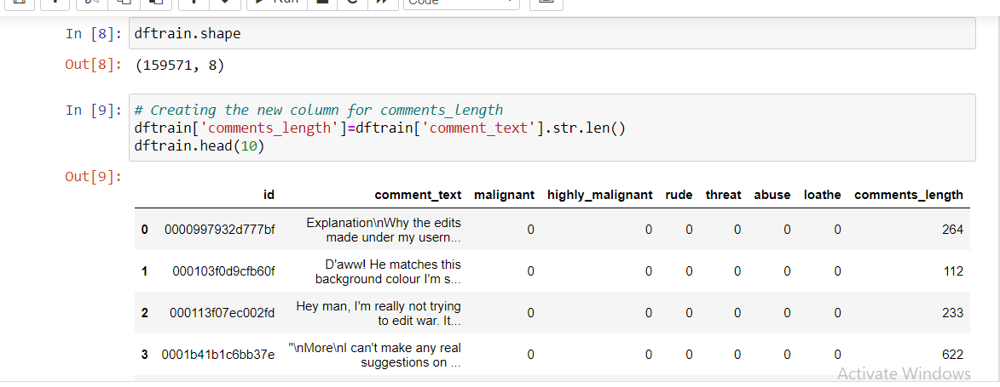 Run Code
In [8]: dftrain.shape
Out[8]: (159571, 8)
In [9]: # Creating the new column for comments_length
dftrain['comments_length']=dftrain['comment_text'].str.len()
dftrain.head(10)
Out[9]:
id comment_text malignant highly_malignant rude threat abuse loathe comments_length
0 0000997932d777bf Explanation\nWhy the edits made under my usern... 0 0 0 0 0 0 264
1 000103f0d9cfb60f D'aww! He matches this background colour I'm s... 0 0 0 0 0 0 112
2 000113f07ec002fd Hey man, I'm really not trying to edit war. It... 0 0 0 0 0 0 233
3 0001b41b1c6bb37e "\nMore\nI can't make any real suggestions on ... 0 0 0 0 0 0 622
Activate Windows